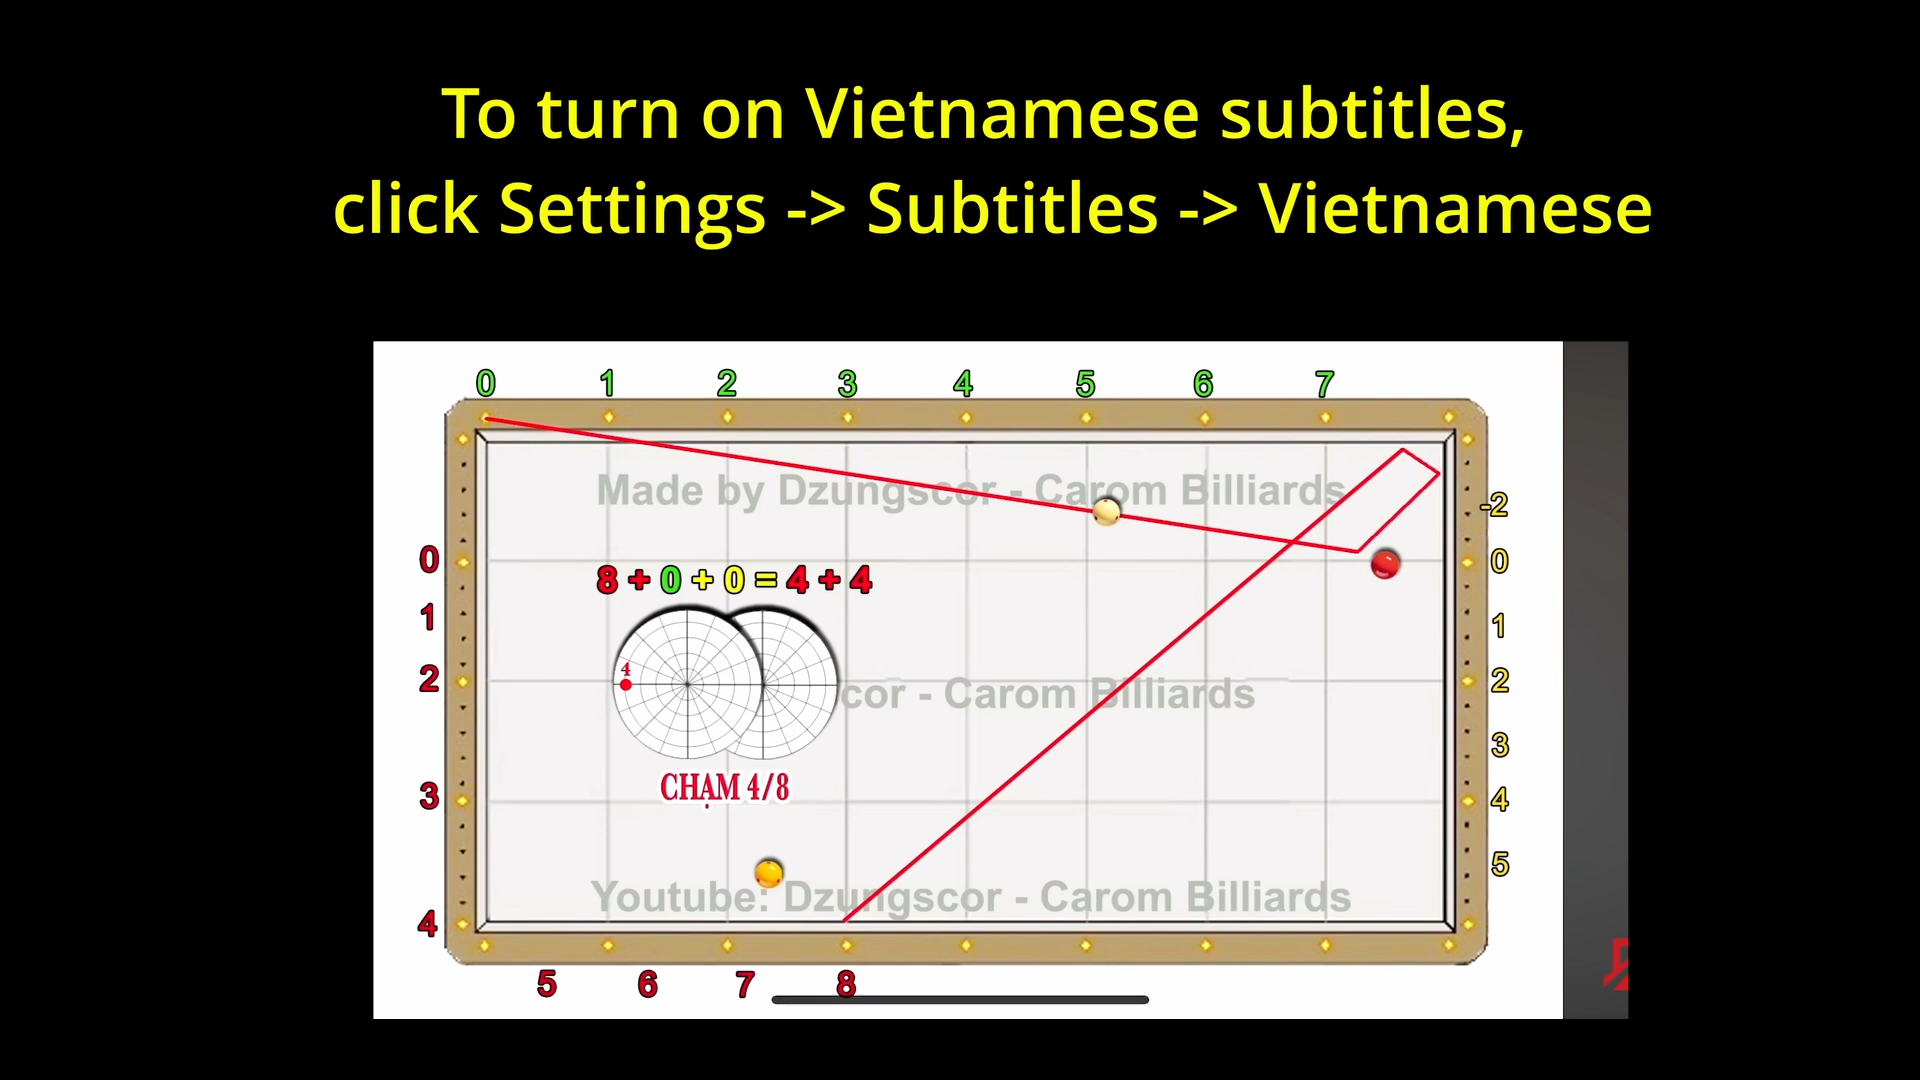 To turn on Vietnamese subtitles,
click Settings -> Subtitles -> Vietnamese
0 1 2 3 4 5 6 7
Made by Dzungscor - Carom Billiards
-2
0
0
8 + 0 + 0 = 4 + 4
1
1
4
2
2
cor - Carom Billiards
3
CHẠM 4/8
3
4
5
Youtube: Dzungscor - Carom Billiards
4
5 6 7 8